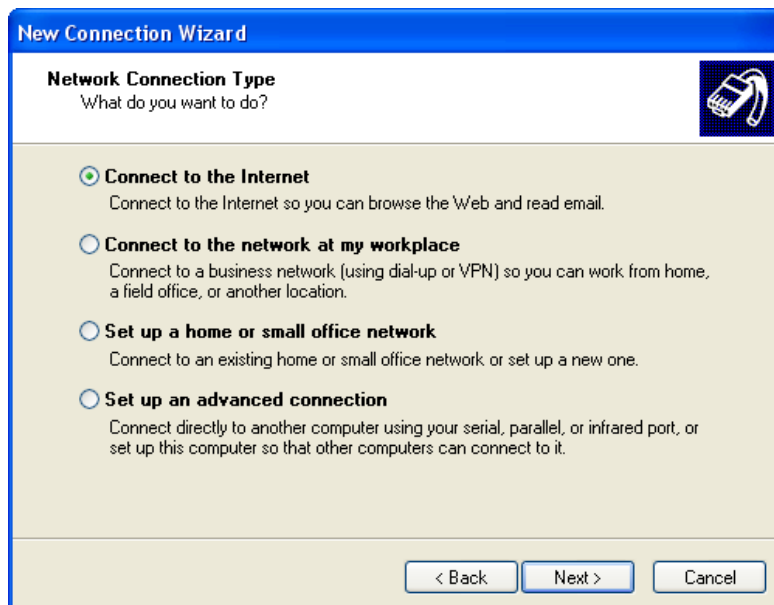 New Connection Wizard
Network Connection Type
What do you want to do?
Connect to the Internet
Connect to the Internet so you can browse the Web and read email.
Connect to the network at my workplace
Connect to a business network (using dial-up or VPN) so you can work from home,
a field office, or another location.
Set up a home or small office network
Connect to an existing home or small office network or set up a new one.
Set up an advanced connection
Connect directly to another computer using your serial, parallel, or infrared port, or
set up this computer so that other computers can connect to it.
< Back Next > Cancel